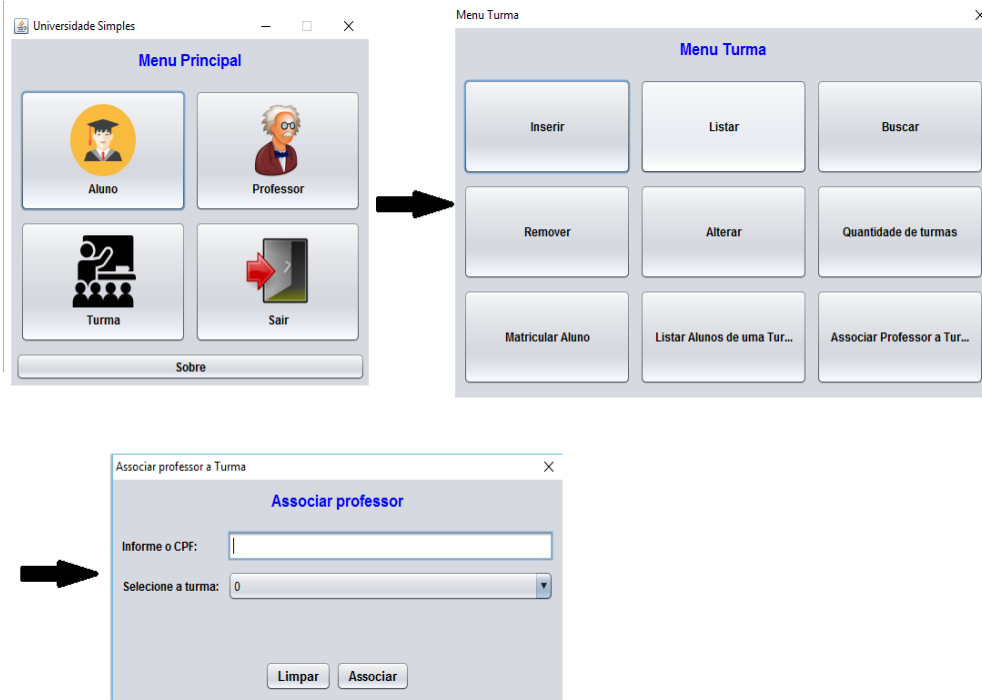 Universidade Simples
Menu Principal
Aluno
Professor
Turma
Sair
Sobre
Menu Turma
Menu Turma
Inserir
Listar
Buscar
Remover
Alterar
Quantidade de turmas
Matricular Aluno
Listar Alunos de uma Tur...
Associar Professor a Tur...
Associar professor a Turma
Associar professor
Informe o CPF:
Selecione a turma: 0
Limpar
Associar